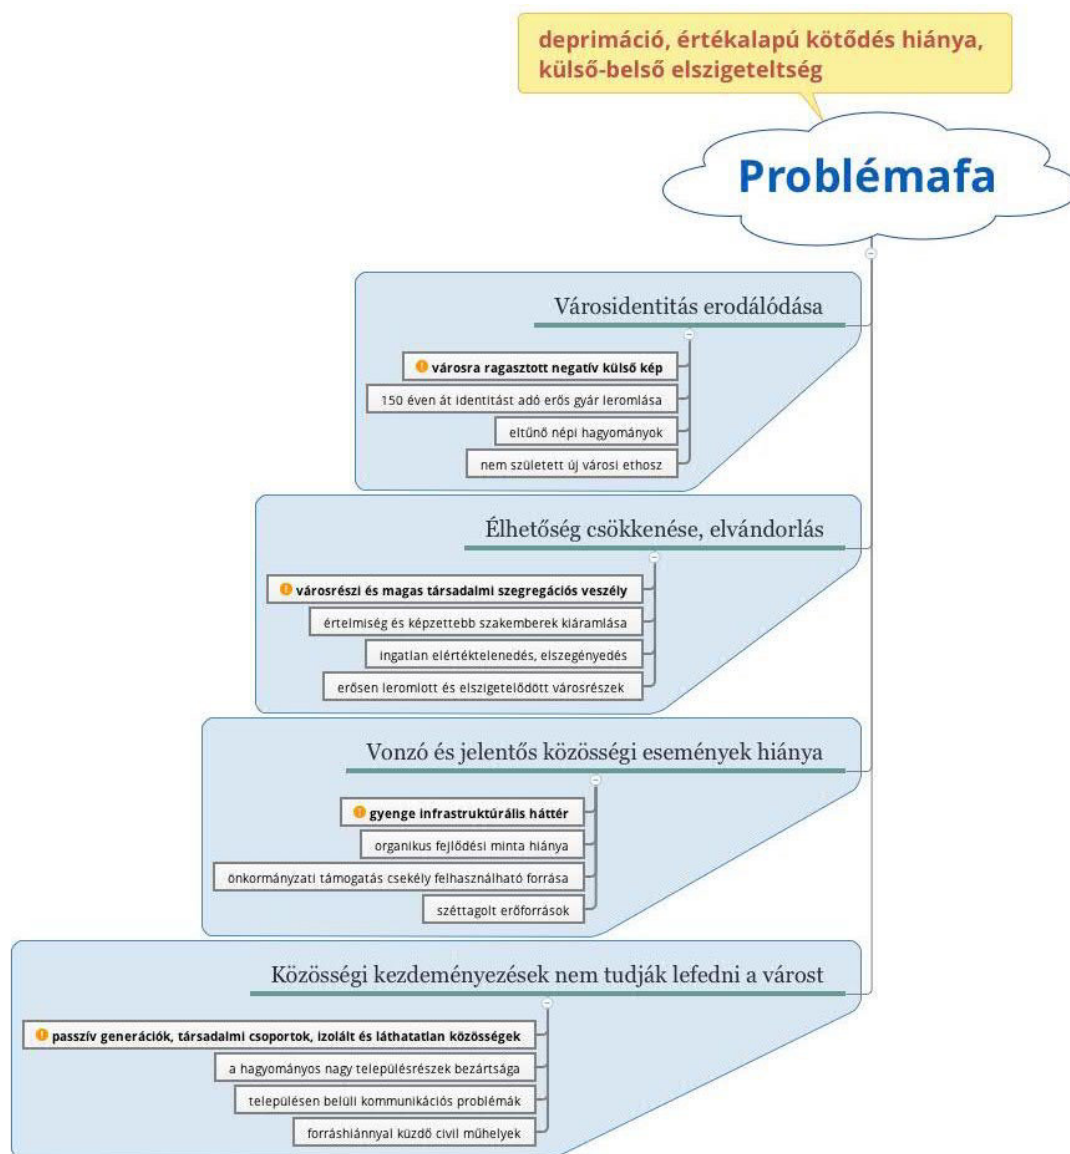 deprimáció, értékalapú kötődés hiánya,
külső-belső elszigeteltség
Problémafa
Városidentitás erodálódása
városra ragasztott negatív külső kép
150 éven át identitást adó erős gyár leromlása
eltűnő népi hagyományok
nem született új városi ethosz
Élhetőség csökkenése, elvándorlás
városrészi és magas társadalmi szegregációs veszély
értelmiség és képzettebb szakemberek kiáramlása
ingatlan elértéktelenedés, elszegényedés
erősen leromlott és elszigetelődött városrészek
Vonzó és jelentős közösségi események hiánya
gyenge infrastruktúrális háttér
organikus fejlődési minta hiánya
önkormányzati támogatás csekély felhasználható forrása
széttagolt erőforrások
Közösségi kezdeményezések nem tudják lefedni a várost
passzív generációk, társadalmi csoportok, izolált és láthatatlan közösségek
a hagyományos nagy településrészek bezártsága
településen belüli kommunikációs problémák
forráshiánnyal küzdő civil műhelyek